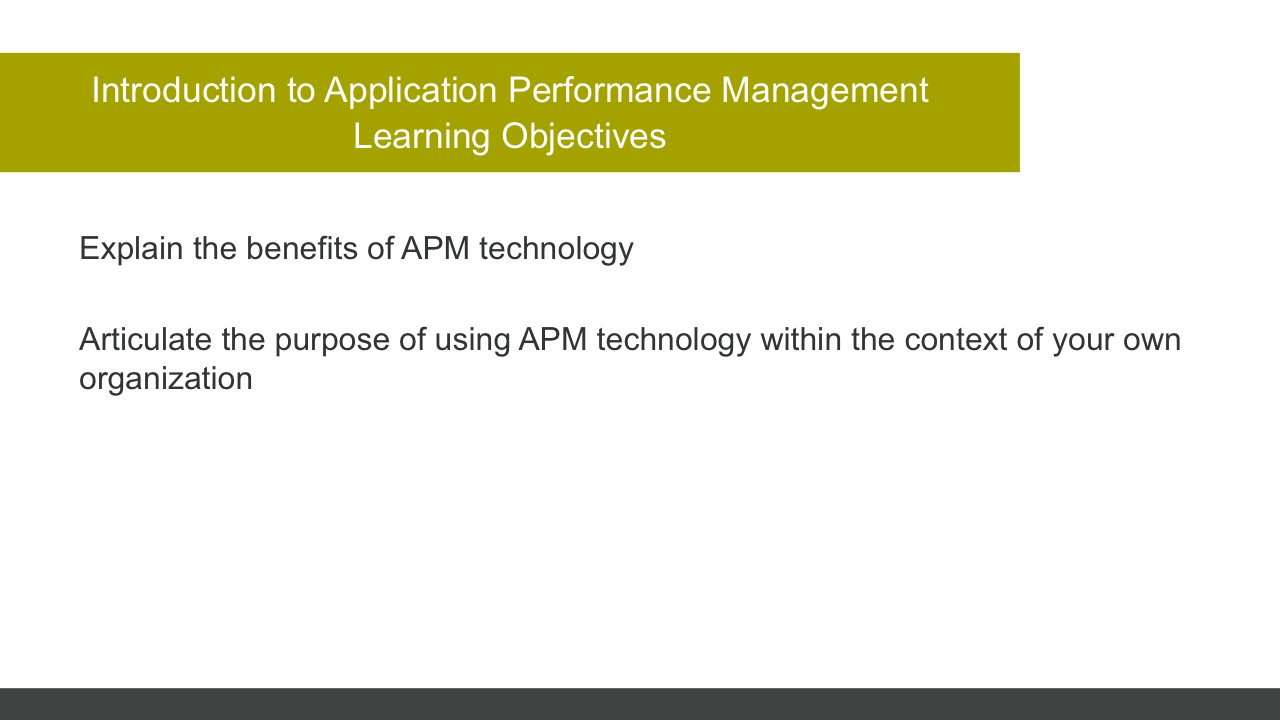 Introduction to Application Performance Management
Learning Objectives
Explain the benefits of APM technology
Articulate the purpose of using APM technology within the context of your own
organization